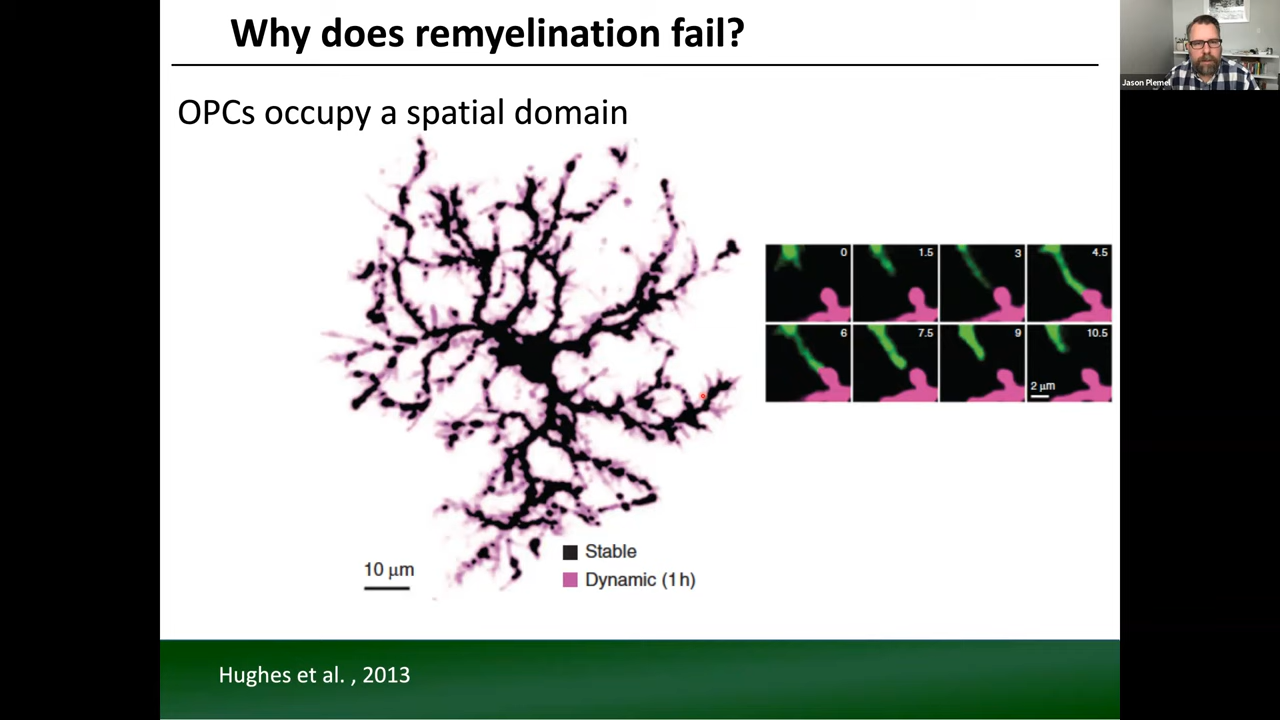 Why does remyelination fail?
Jason Plemel
OPCs occupy a spatial domain
0 1.5 3 4.5
6 7.5 9 10.5
2 μm
Stable
10 μm
Dynamic (1 h)
Hughes et al. , 2013